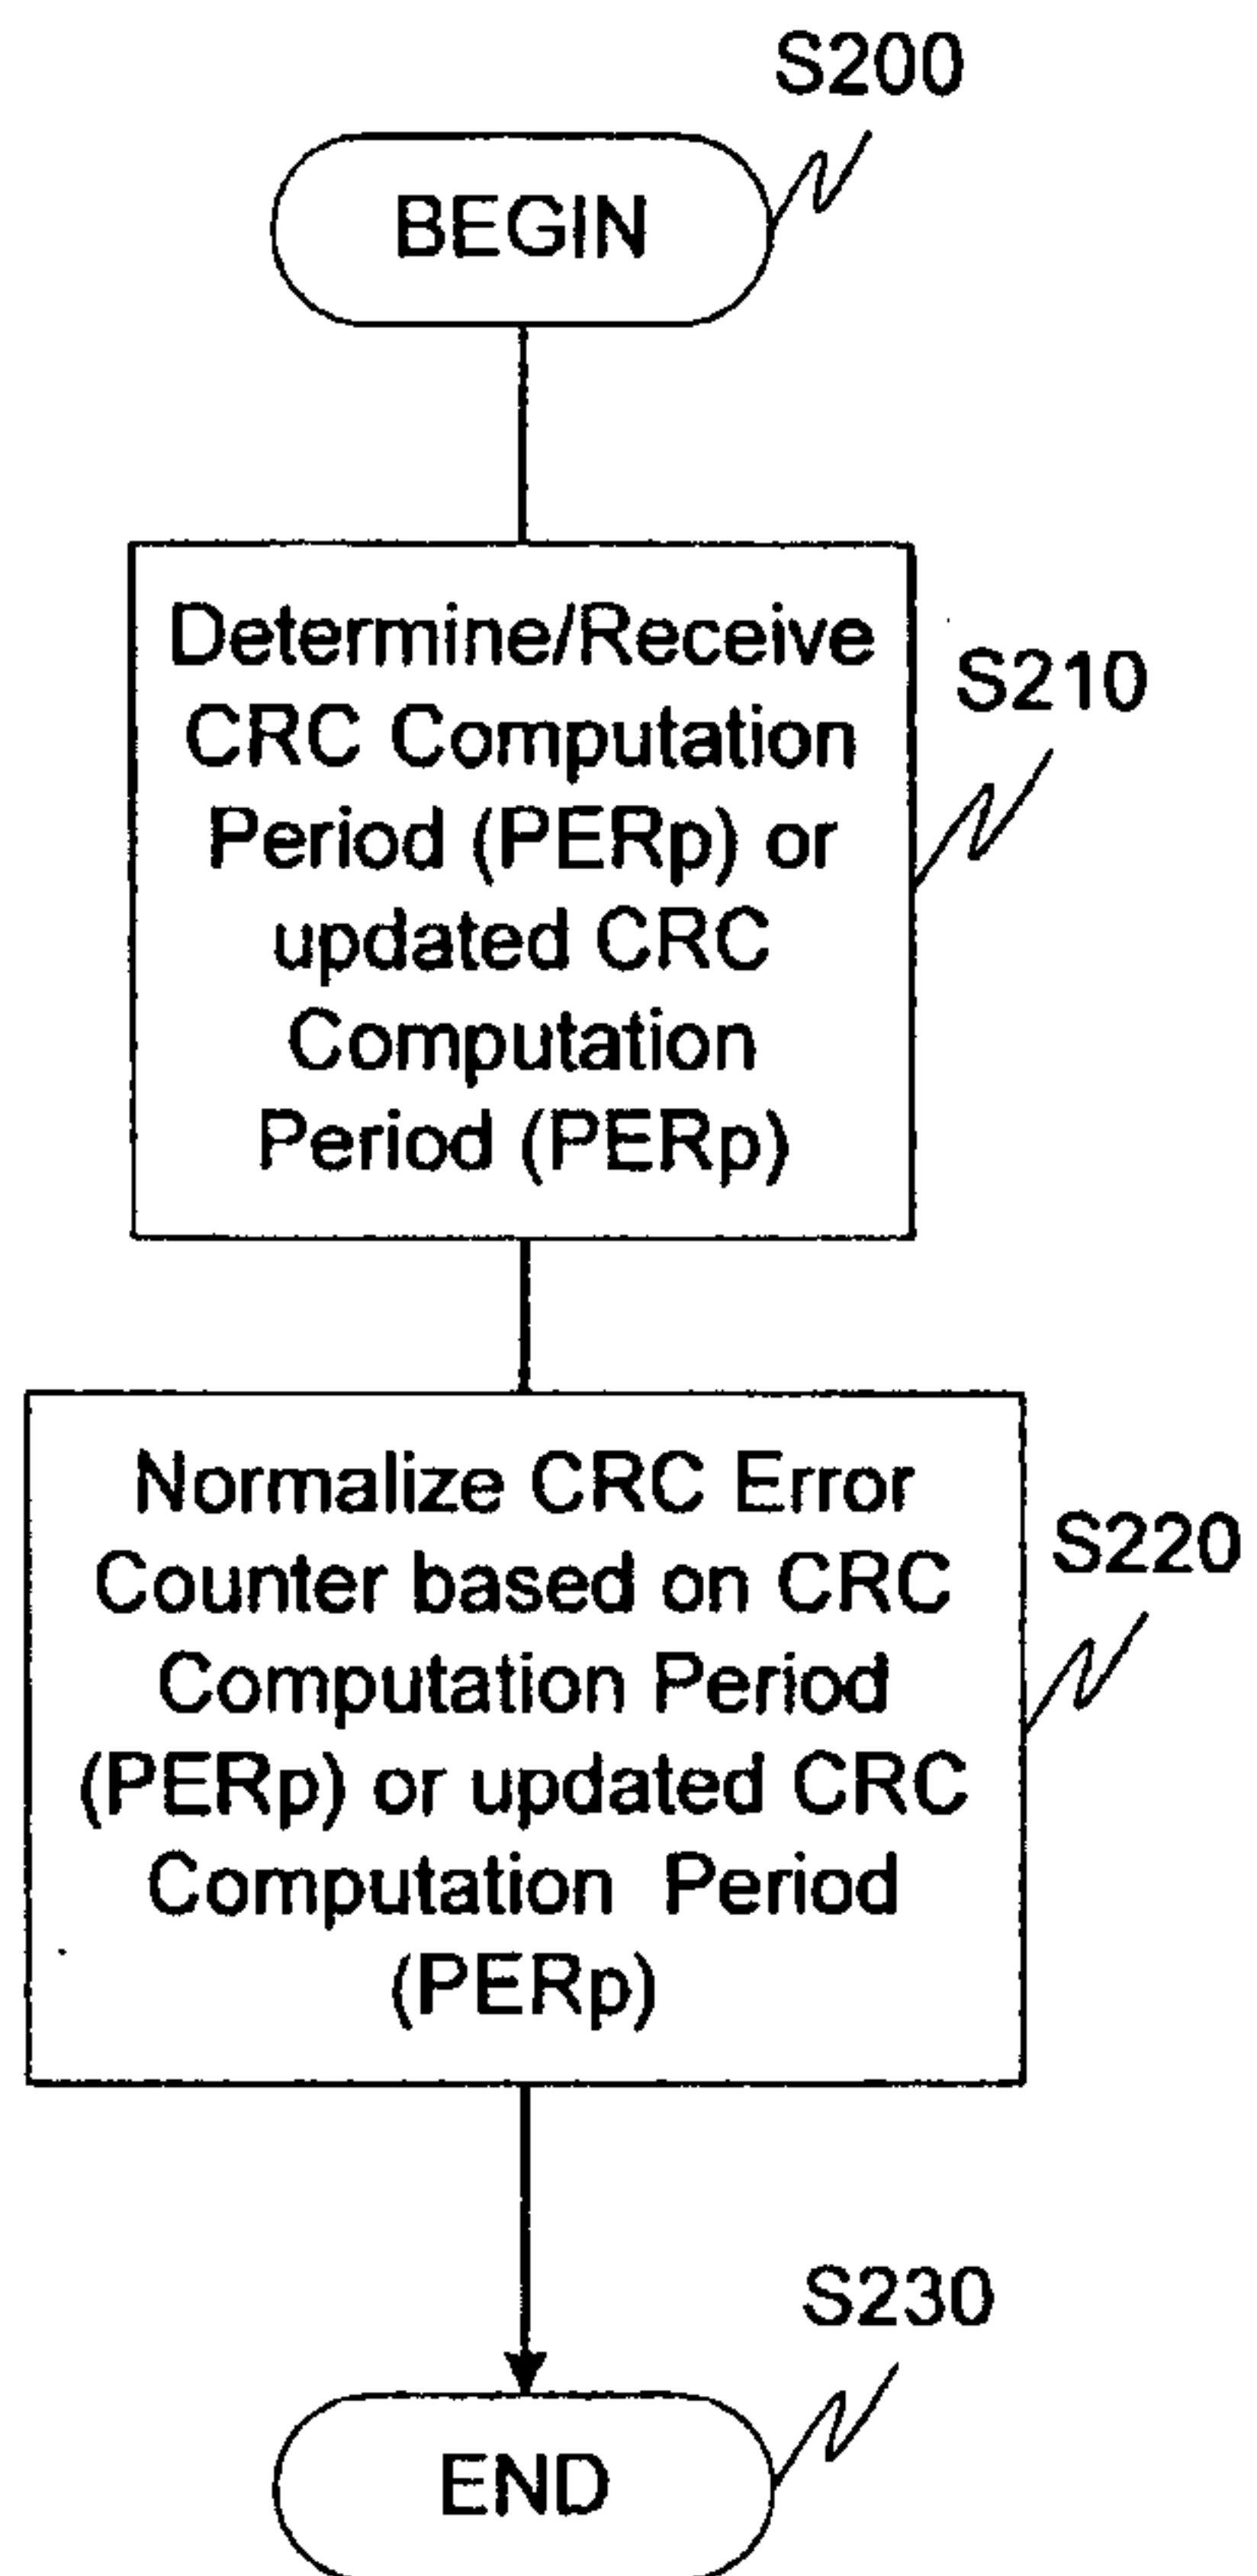 S200
BEGIN
Determine/Receive
CRC Computation
Period (PERp) or
updated CRC
Computation
Period (PERp)
S210
Normalize CRC Error
Counter based on CRC
Computation Period
(PERp) or updated CRC
Computation Period
(PERp)
S220
S230
END